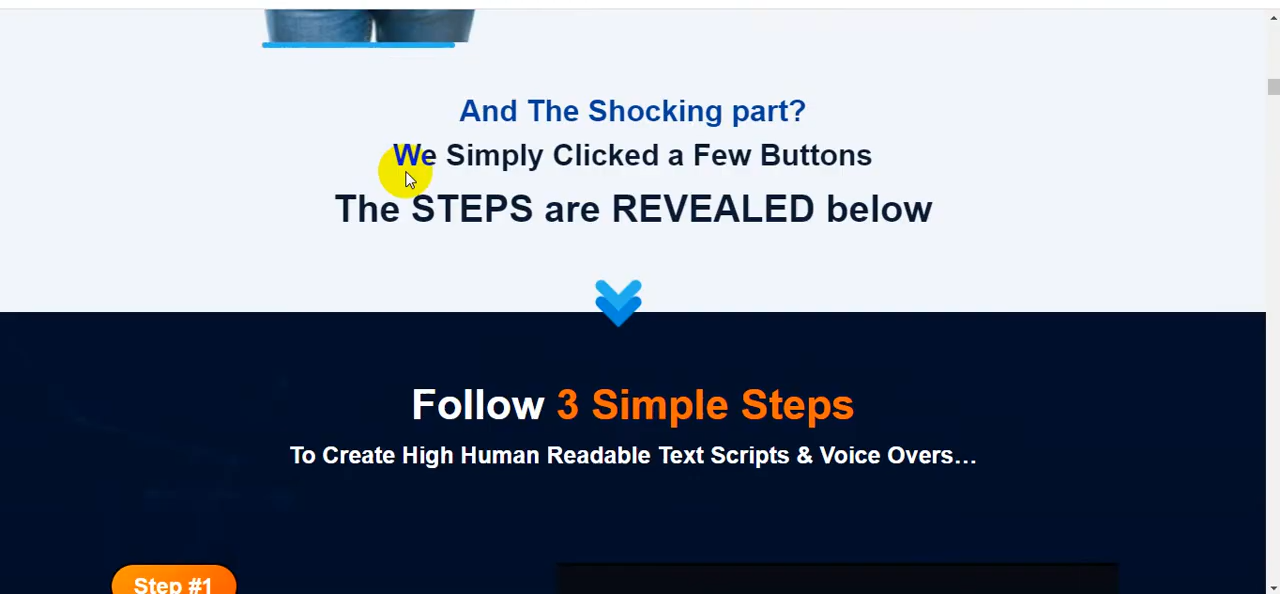 And The Shocking part?
We Simply Clicked a Few Buttons
The STEPS are REVEALED below
Follow 3 Simple Steps
To Create High Human Readable Text Scripts & Voice Overs...
Step #1